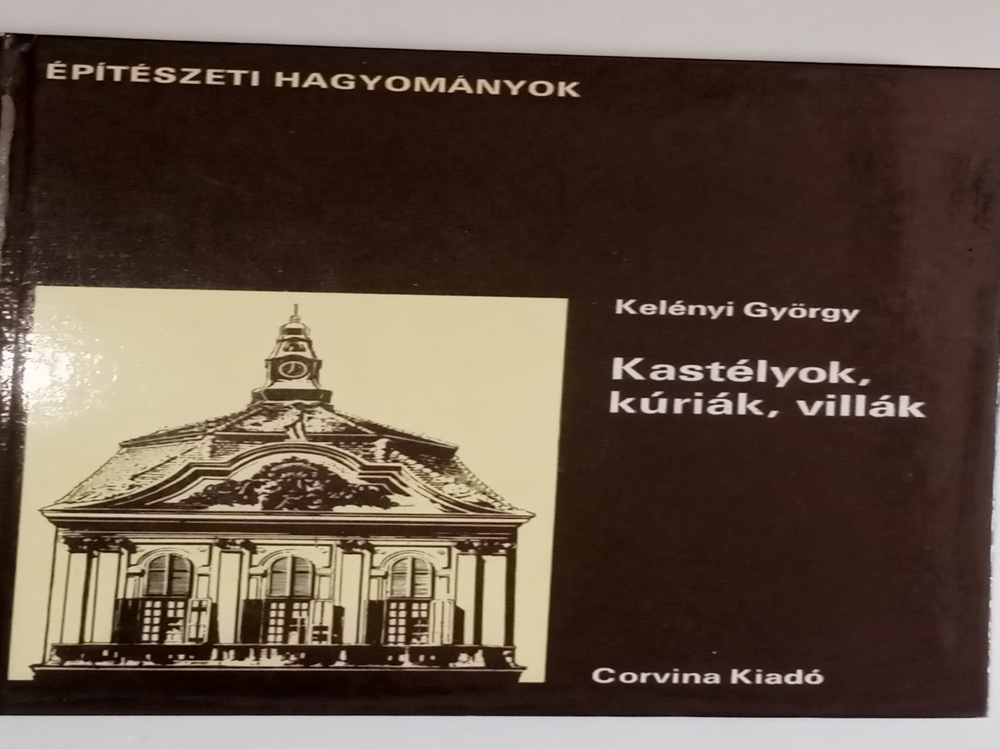 ÉPÍTÉSZETI HAGYOMÁNYOK
Kelényi György
Kastélyok,
kúriák, villák
Corvina Kiadó